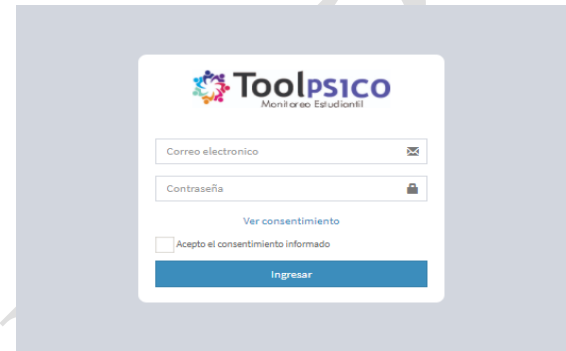 Toolpsico
Monitoreo Estudiantil
Correo electronico
Contraseña
Ver consentimiento
Acepto el consentimiento informado
Ingresar